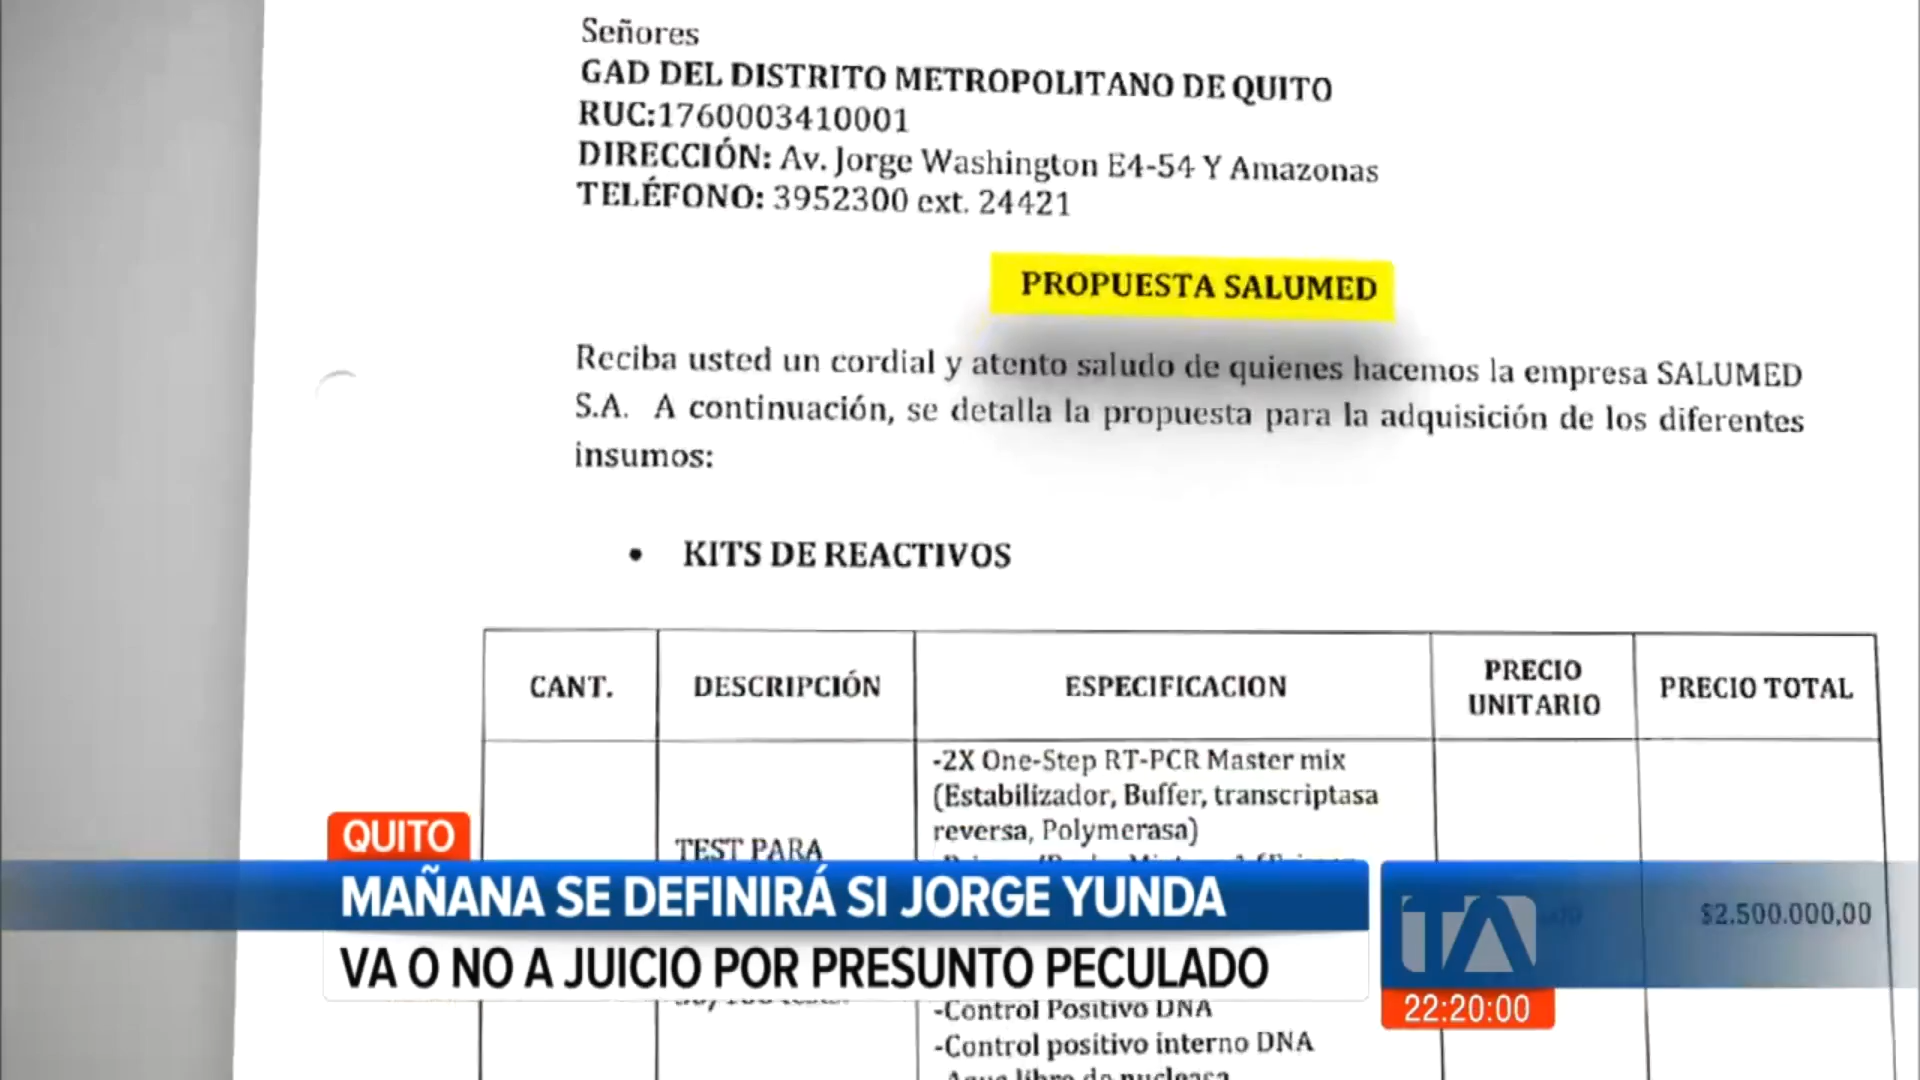 Señores
GAD DEL DISTRITO METROPOLITANO DE QUITO
RUC:1760003410001
DIRECCIÓN: Av. Jorge Washington E4-54 Y Amazonas
TELÉFONO: 3952300 ext. 24421
PROPUESTA SALUMED
Reciba usted un cordial y atento saludo de quienes hacemos la empresa SALUMED
S.A. A continuación, se detalla la propuesta para la adquisición de los diferentes
insumos:
• KITS DE REACTIVOS
CANT. DESCRIPCIÓN ESPECIFICACION PRECIO UNITARIO PRECIO TOTAL
-2X One-Step RT-PCR Master mix
(Estabilizador, Buffer, transcriptasa
reversa, Polymerasa)
TEST PARA
$2.500.000,00
-Control Positivo DNA
-Control positivo interno DNA
-Agua libre de nucleasa
QUITO
MAÑANA SE DEFINIRÁ SI JORGE YUNDA
VA O NO A JUICIO POR PRESUNTO PECULADO
TA
22:20:00